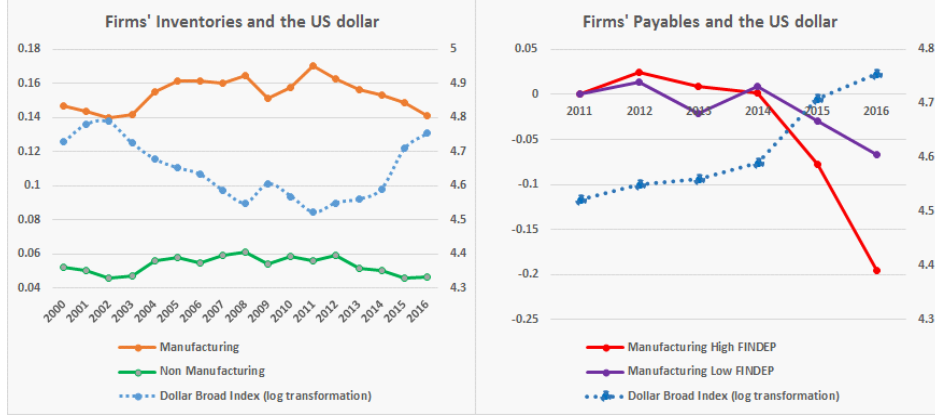 Firms' Inventories and the US dollar
0.18
0.16
0.14
0.12
0.1
0.08
0.06
0.04
5
4.9
4.8
4.7
4.6
4.5
4.4
4.3
2000 2001 2002 2003 2004 2005 2006 2007 2008 2009 2010 2011 2012 2013 2014 2015 2016
Manufacturing
Non Manufacturing
Dollar Broad Index (log transformation)
Firms' Payables and the US dollar
0.05
0
-0.05
-0.1
-0.15
-0.2
-0.25
4.8
4.7
4.6
4.5
4.4
4.3
2011 2012 2013 2014 2015 2016
Manufacturing High FINDEP
Manufacturing Low FINDEP
Dollar Broad Index (log transformation)